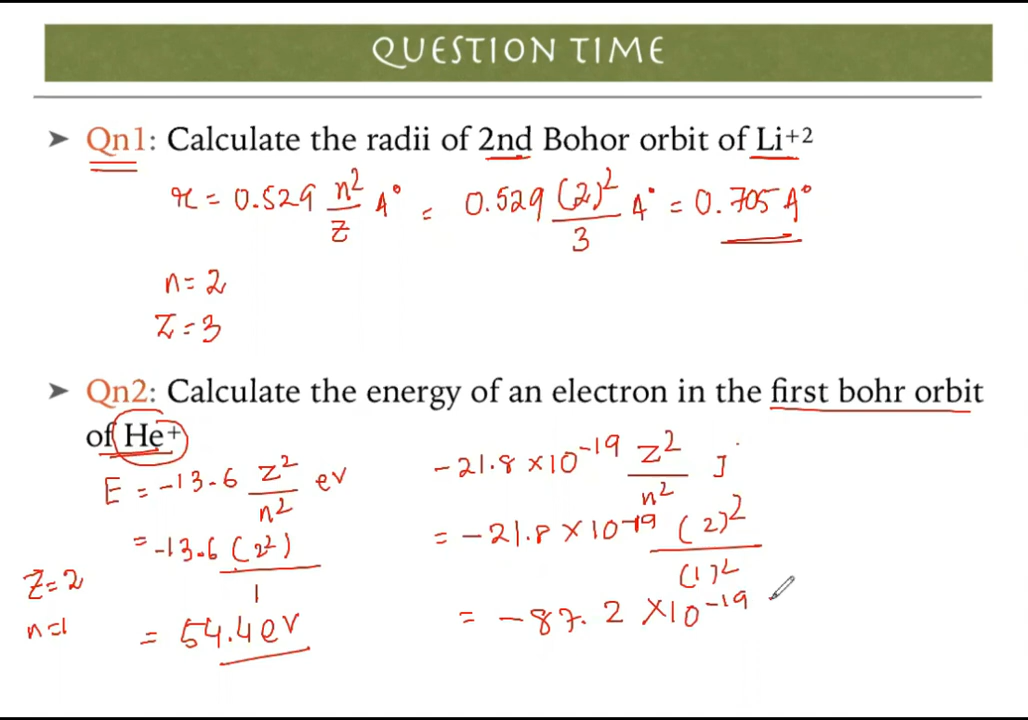 QUESTION TIME
➤ Qn1: Calculate the radii of 2nd Bohor orbit of Li+2
r = 0.529 n²/Z A° = 0.529 (2)²/3 A° = 0.705 A°
n = 2
Z = 3
➤ Qn2: Calculate the energy of an electron in the first bohr orbit
of He+
E = -13.6 Z²/n² ev
= -13.6 (2²)/1
Z = 2
n = 1
= 54.4 ev
-21.8 × 10⁻¹⁹ Z²/n² J
= -21.8 × 10⁻¹⁹ (2)²/(1)²
= -87.2 × 10⁻¹⁹